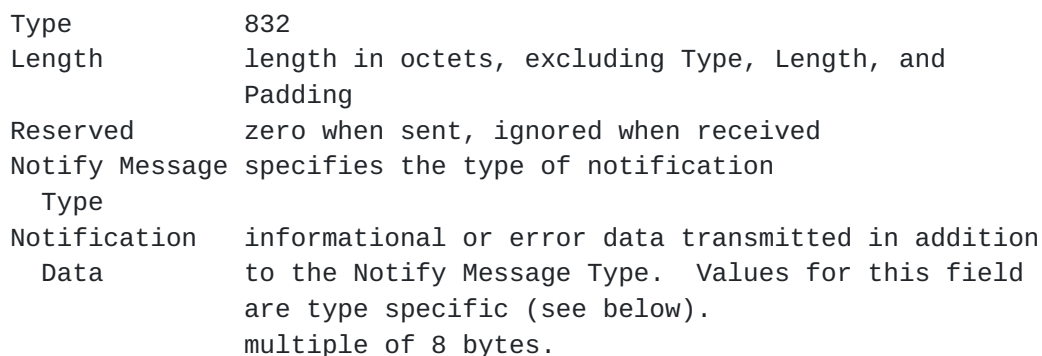 Type 832
Length length in octets, excluding Type, Length, and
Padding
Reserved zero when sent, ignored when received
Notify Message specifies the type of notification
Type
Notification informational or error data transmitted in addition
Data to the Notify Message Type. Values for this field
are type specific (see below).
multiple of 8 bytes.